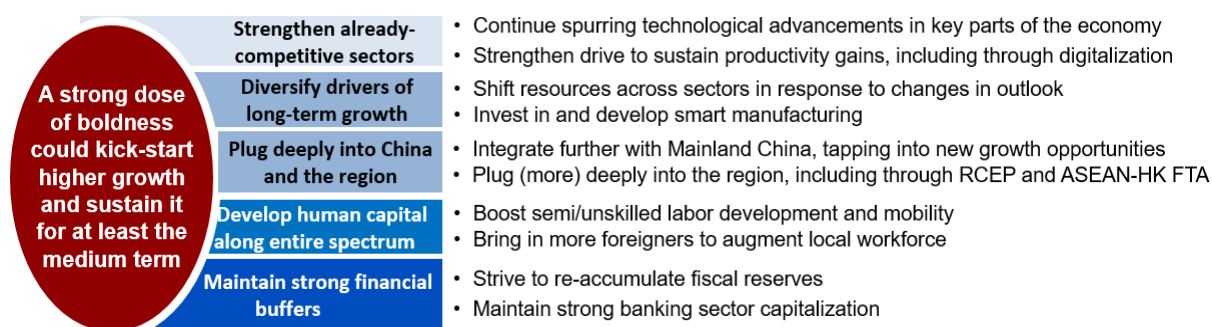 A strong dose
of boldness
could kick-start
higher growth
and sustain it
for at least the
medium term
Strengthen already-
competitive sectors
• Continue spurring technological advancements in key parts of the economy
• Strengthen drive to sustain productivity gains, including through digitalization
Diversify drivers of
long-term growth
• Shift resources across sectors in response to changes in outlook
• Invest in and develop smart manufacturing
Plug deeply into China
and the region
• Integrate further with Mainland China, tapping into new growth opportunities
• Plug (more) deeply into the region, including through RCEP and ASEAN-HK FTA
Develop human capital
along entire spectrum
• Boost semi/unskilled labor development and mobility
• Bring in more foreigners to augment local workforce
Maintain strong financial
buffers
• Strive to re-accumulate fiscal reserves
• Maintain strong banking sector capitalization